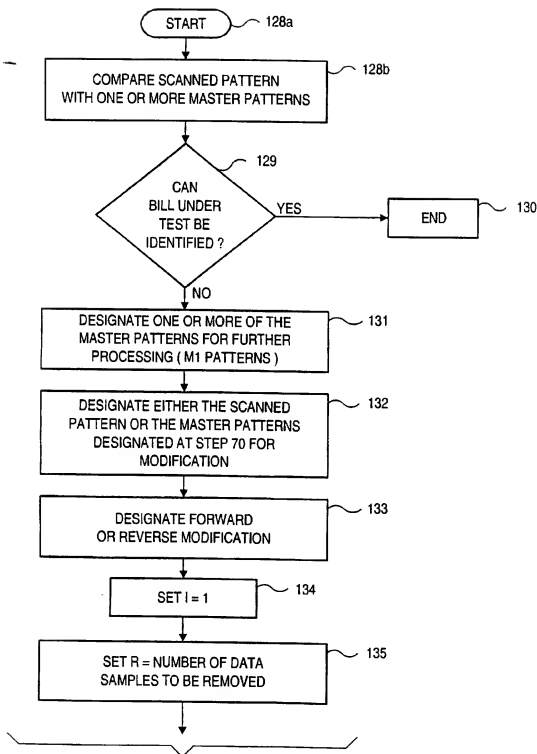 START
128a
COMPARE SCANNED PATTERN
WITH ONE OR MORE MASTER PATTERNS
128b
129
CAN
BILL UNDER
TEST BE
IDENTIFIED ?
YES
END
130
NO
DESIGNATE ONE OR MORE OF THE
MASTER PATTERNS FOR FURTHER
PROCESSING ( M1 PATTERNS )
131
DESIGNATE EITHER THE SCANNED
PATTERN OR THE MASTER PATTERNS
DESIGNATED AT STEP 70 FOR
MODIFICATION
132
DESIGNATE FORWARD
OR REVERSE MODIFICATION
133
SET I = 1
134
SET R = NUMBER OF DATA
SAMPLES TO BE REMOVED
135